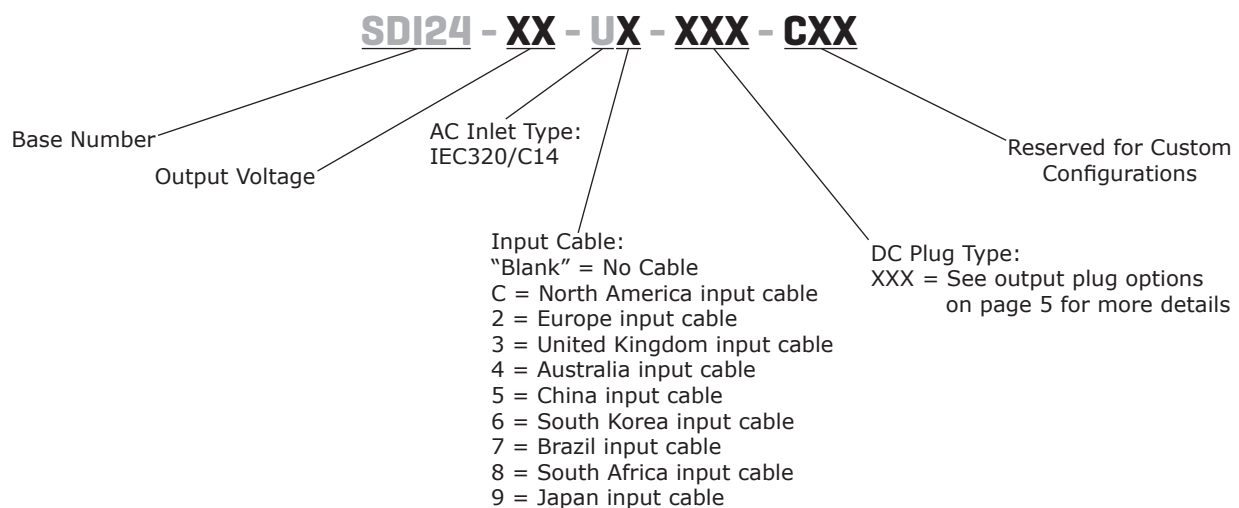 SDI24 - XX - UX - XXX - CXX
Base Number
Output Voltage
AC Inlet Type:
IEC320/C14
Input Cable:
“Blank” = No Cable
C = North America input cable
2 = Europe input cable
3 = United Kingdom input cable
4 = Australia input cable
5 = China input cable
6 = South Korea input cable
7 = Brazil input cable
8 = South Africa input cable
9 = Japan input cable
DC Plug Type:
XXX = See output plug options
on page 5 for more details
Reserved for Custom
Configurations